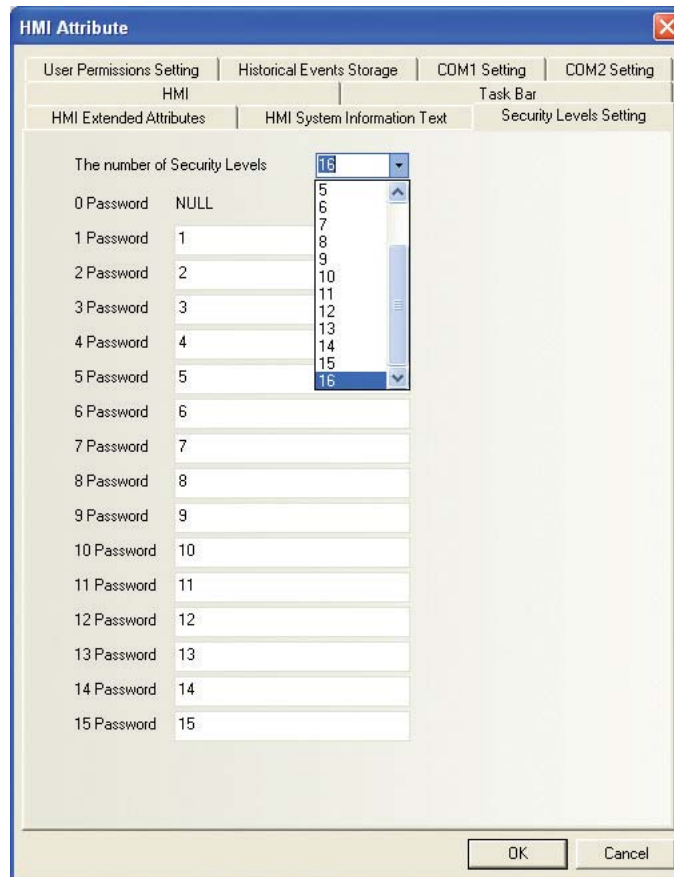 HMI Attribute
User Permissions Setting Historical Events Storage COM1 Setting COM2 Setting
HMI Task Bar
HMI Extended Attributes HMI System Information Text Security Levels Setting
The number of Security Levels 16
0 Password NULL 5
6
1 Password 1 7
8
2 Password 2 9
10
3 Password 3 11
12
4 Password 4 13
14
5 Password 5 15
16
6 Password 6
7 Password 7
8 Password 8
9 Password 9
10 Password 10
11 Password 11
12 Password 12
13 Password 13
14 Password 14
15 Password 15
OK Cancel